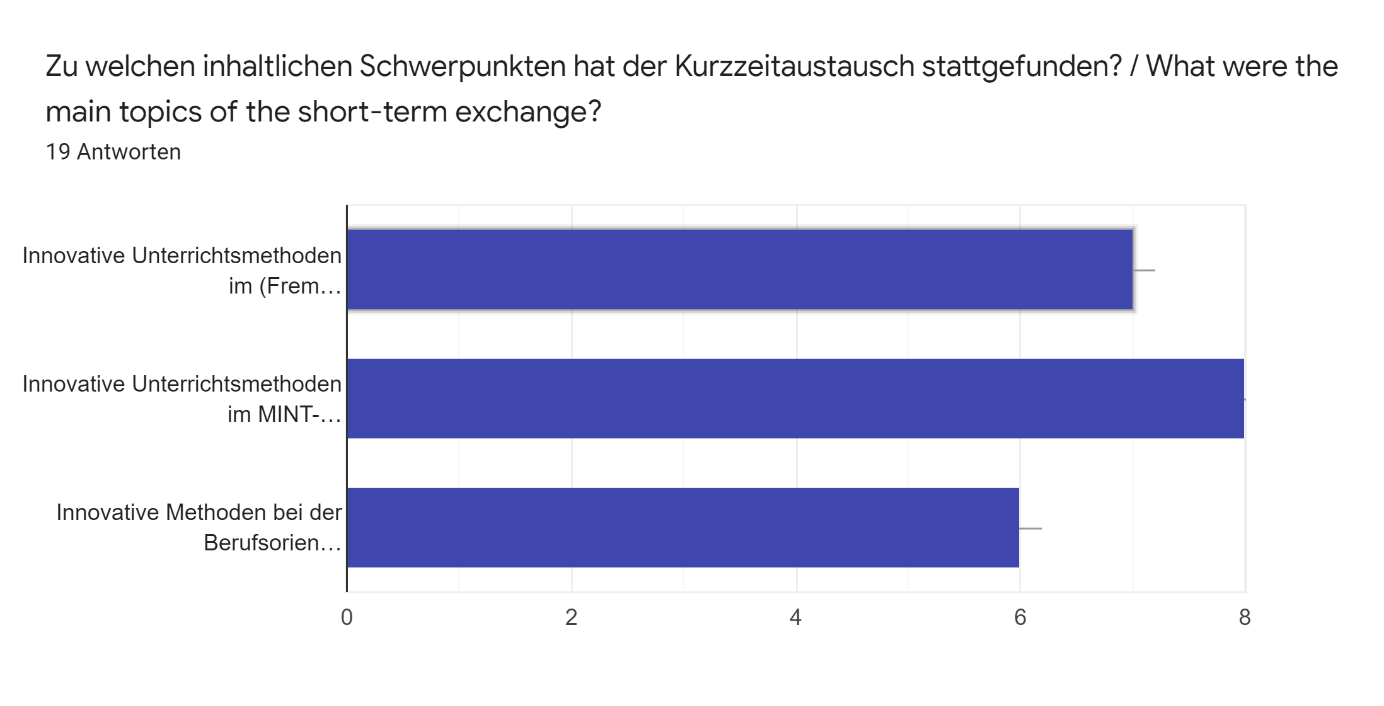 Zu welchen inhaltlichen Schwerpunkten hat der Kurzzeitaustausch stattgefunden? / What were the
main topics of the short-term exchange?
19 Antworten
Innovative Unterrichtsmethoden
im (Frem…
Innovative Unterrichtsmethoden
im MINT-…
Innovative Methoden bei der
Berufsorien…
0 2 4 6 8